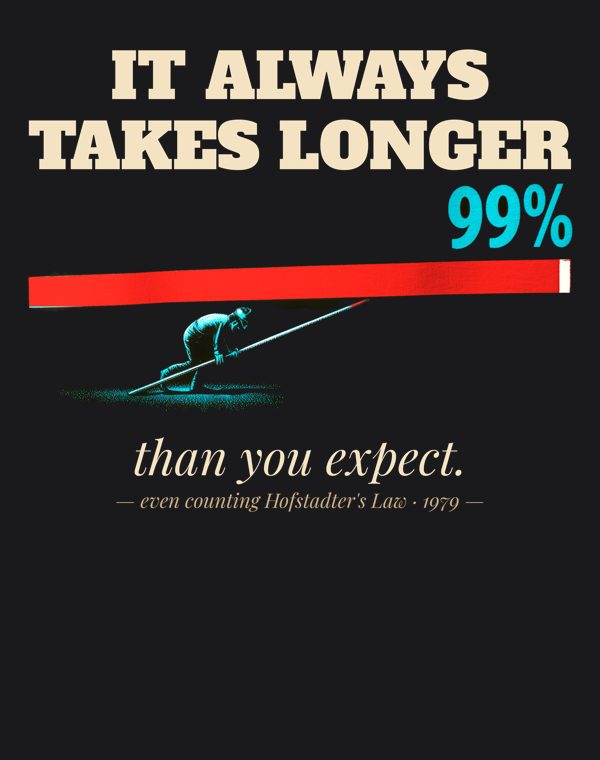 IT ALWAYS
TAKES LONGER
99%
than you expect.
— even counting Hofstadter's Law · 1979 —